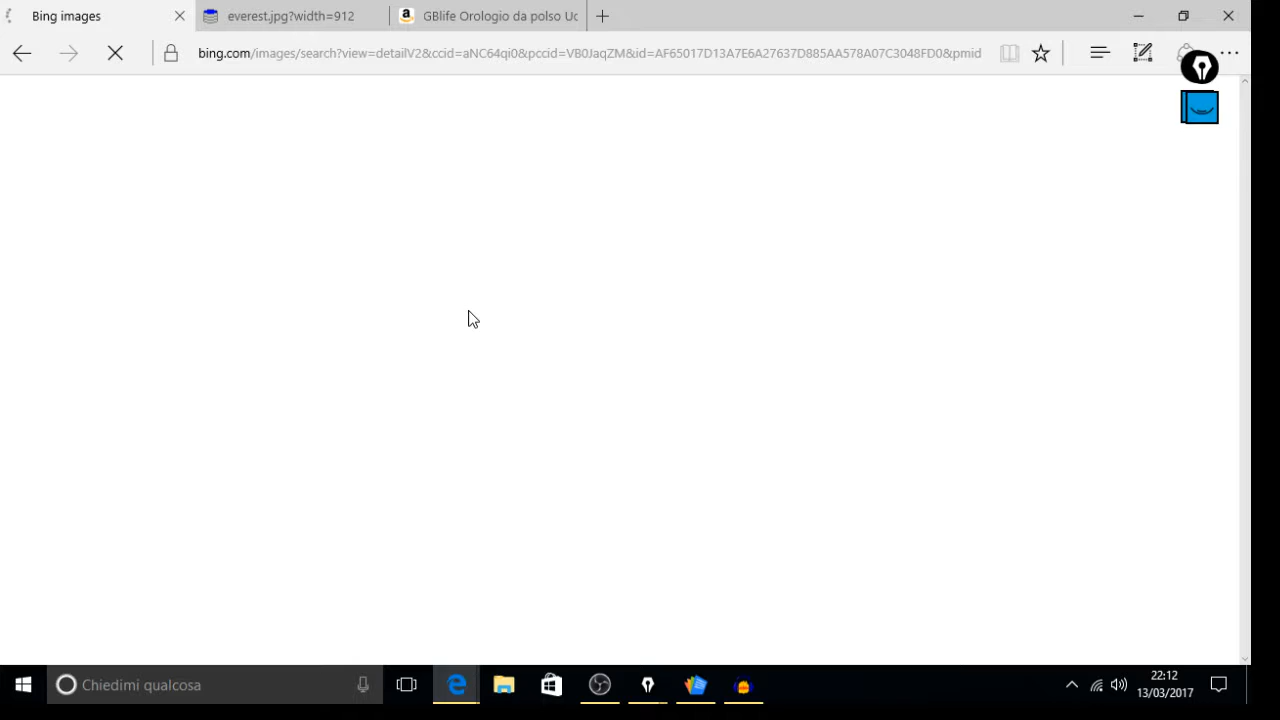 Bing images
everest.jpg?width=912
GBlife Orologio da polso Uc
bing.com/images/search?view=detailV2&ccid=aNC64qi0&pccid=VB0JaqZM&id=AF65017D13A7E6A27637D885AA578A07C3048FD0&pmid
Chiedimi qualcosa
22:12
13/03/2017